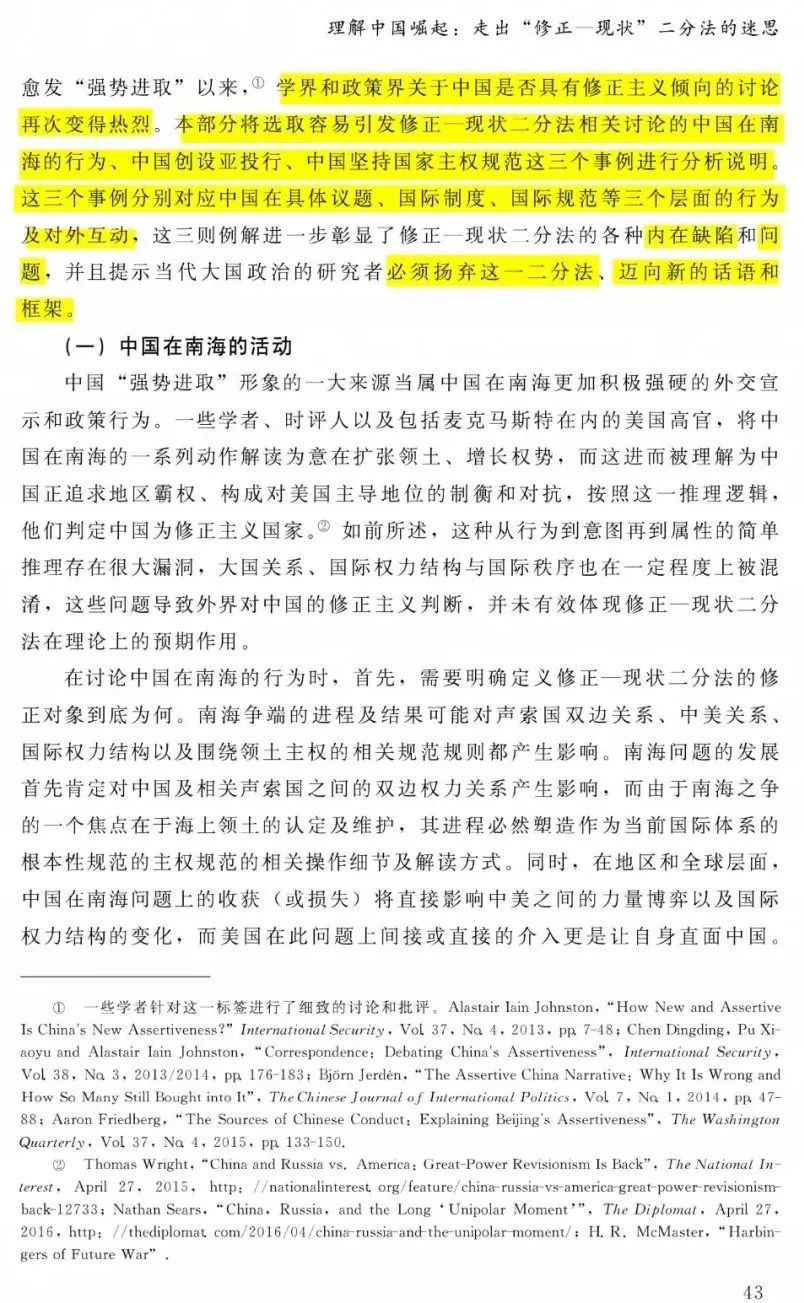 理解中国崛起：走出“修正—现状”二分法的迷思
愈发“强势进取”以来，① 学界和政策界关于中国是否具有修正主义倾向的讨论
再次变得热烈。本部分将选取容易引发修正—现状二分法相关讨论的中国在南
海的行为、中国创设亚投行、中国坚持国家主权规范这三个事例进行分析说明。
这三个事例分别对应中国在具体议题、国际制度、国际规范等三个层面的行为
及对外互动，这三则例解进一步彰显了修正—现状二分法的各种内在缺陷和问
题，并且提示当代大国政治的研究者必须扬弃这一二分法、迈向新的话语和
框架。
（一）中国在南海的活动
中国“强势进取”形象的一大来源当属中国在南海更加积极强硬的外交宣
示和政策行为。一些学者、时评人以及包括麦克马斯特在内的美国高官，将中
国在南海的一系列动作解读为意在扩张领土、增长权势，而这进而被理解为中
国正追求地区霸权、构成对美国主导地位的制衡和对抗，按照这一推理逻辑，
他们判定中国为修正主义国家。② 如前所述，这种从行为到意图再到属性的简单
推理存在很大漏洞，大国关系、国际权力结构与国际秩序也在一定程度上被混
淆，这些问题导致外界对中国的修正主义判断，并未有效体现修正—现状二分
法在理论上的预期作用。
在讨论中国在南海的行为时，首先，需要明确定义修正—现状二分法的修
正对象到底为何。南海争端的进程及结果可能对声索国双边关系、中美关系、
国际权力结构以及围绕领土主权的相关规范规则都产生影响。南海问题的发展
首先肯定对中国及相关声索国之间的双边权力关系产生影响，而由于南海之争
的一个焦点在于海上领土的认定及维护，其进程必然塑造作为当前国际体系的
根本性规范的主权规范的相关操作细节及解读方式。同时，在地区和全球层面，
中国在南海问题上的收获（或损失）将直接影响中美之间的力量博弈以及国际
权力结构的变化，而美国在此问题上间接或直接的介入更是让自身直面中国。
① 一些学者针对这一标签进行了细致的讨论和批评。Alastair Iain Johnston, “How New and Assertive
Is China's New Assertiveness?” International Security, Vol. 37, No. 4, 2013, pp. 7-48; Chen Dingding, Pu Xi-
aoyu and Alastair Iain Johnston, “Correspondence: Debating China's Assertiveness”, International Security,
Vol. 38, No. 3, 2013/2014, pp. 176-183; Björn Jerdén, “The Assertive China Narrative: Why It Is Wrong and
How So Many Still Bought into It”, The Chinese Journal of International Politics, Vol. 7, No. 1, 2014, pp. 47-
88; Aaron Friedberg, “The Sources of Chinese Conduct: Explaining Beijing's Assertiveness”, The Washington
Quarterly, Vol. 37, No. 4, 2015, pp. 133-150.
② Thomas Wright, “China and Russia vs. America: Great-Power Revisionism Is Back”, The National In-
terest, April 27, 2015, http: //nationalinterest. org/feature/china-russia-vs-america-great-power-revisionism-
back-12733; Nathan Sears, “China, Russia, and the Long ‘Unipolar Moment’”, The Diplomat, April 27,
2016, http: //thediplomat. com/2016/04/china-russia-and-the-unipolar-moment/; H. R. McMaster, “Harbin-
gers of Future War”.
43